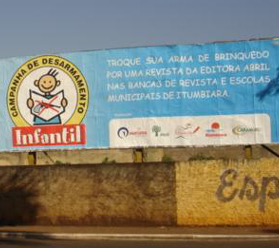 CAMPANHA DE DESARMAMENTO
Infantil
TROQUE SUA ARMA DE BRINQUEDO
POR UMA REVISTA DA EDITORA ABRIL
NAS BANCAS DE REVISTA E ESCOLAS
MUNICIPAIS DE ITUMBIARA
Esp